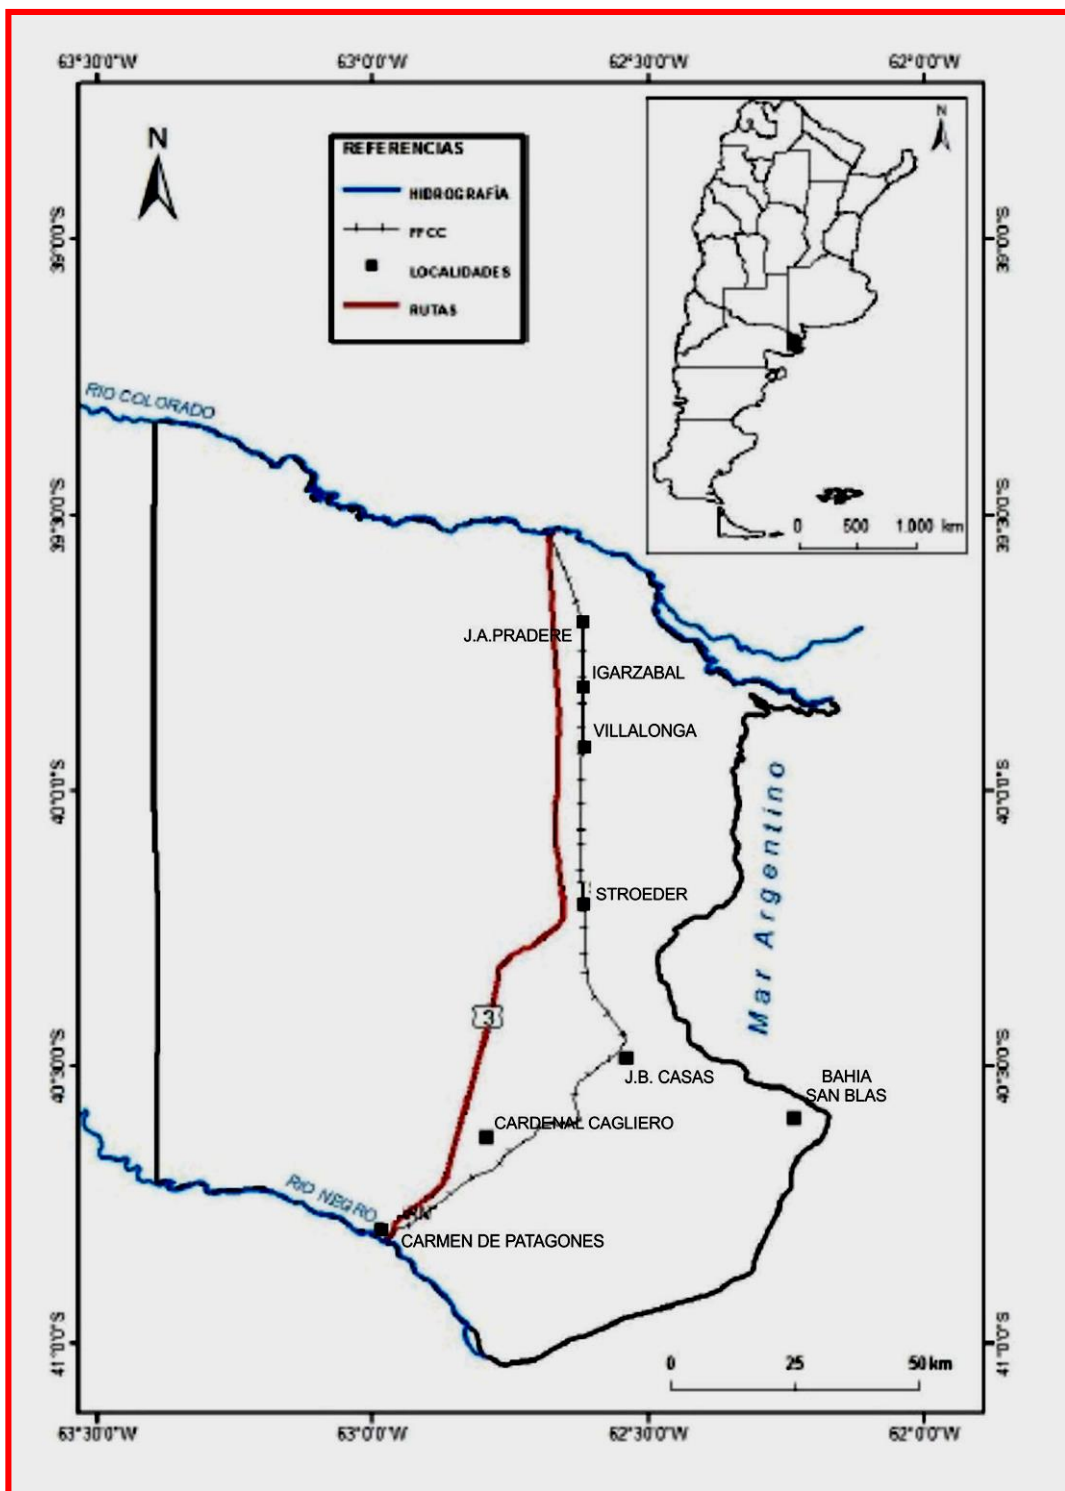 63°30'0"W 63°0'0"W 62°30'0"W 62°0'0"W
N
REFERENCIAS
HIDROGRAFÍA
FFCC
LOCALIDADES
RUTAS
N
0 500 1.000 km
39°0'0"S
39°0'0"S
RIO COLORADO
39°30'0"S
39°30'0"S
J.A.PRADERE
IGARZABAL
VILLALONGA
40°0'0"S
40°0'0"S
Mar Argentino
STROEDER
3
40°30'0"S
40°30'0"S
J.B. CASAS
BAHIA
SAN BLAS
CARDENAL CAGLIERO
RIO NEGRO
CARMEN DE PATAGONES
41°0'0"S
41°0'0"S
0 25 50 km
63°30'0"W 63°0'0"W 62°30'0"W 62°0'0"W